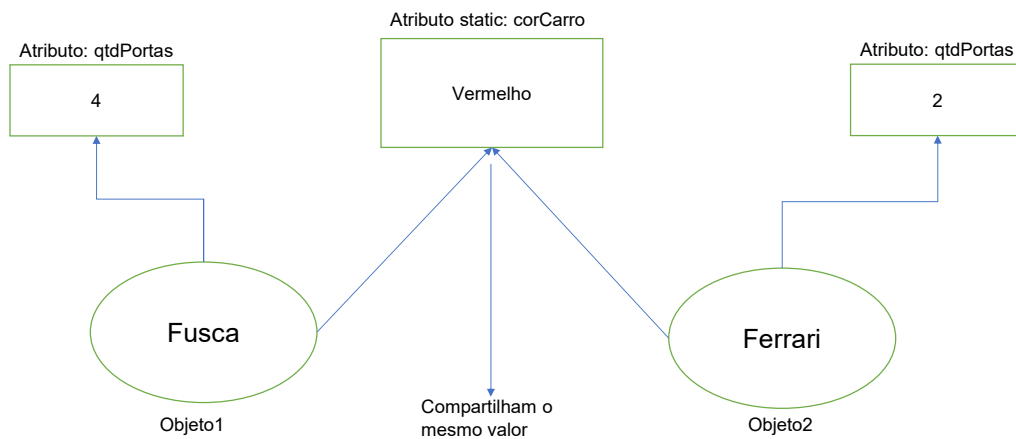 Atributo static: corCarro
Atributo: qtdPortas
Atributo: qtdPortas
4
Vermelho
2
Fusca
Ferrari
Objeto1
Compartilham o
mesmo valor
Objeto2